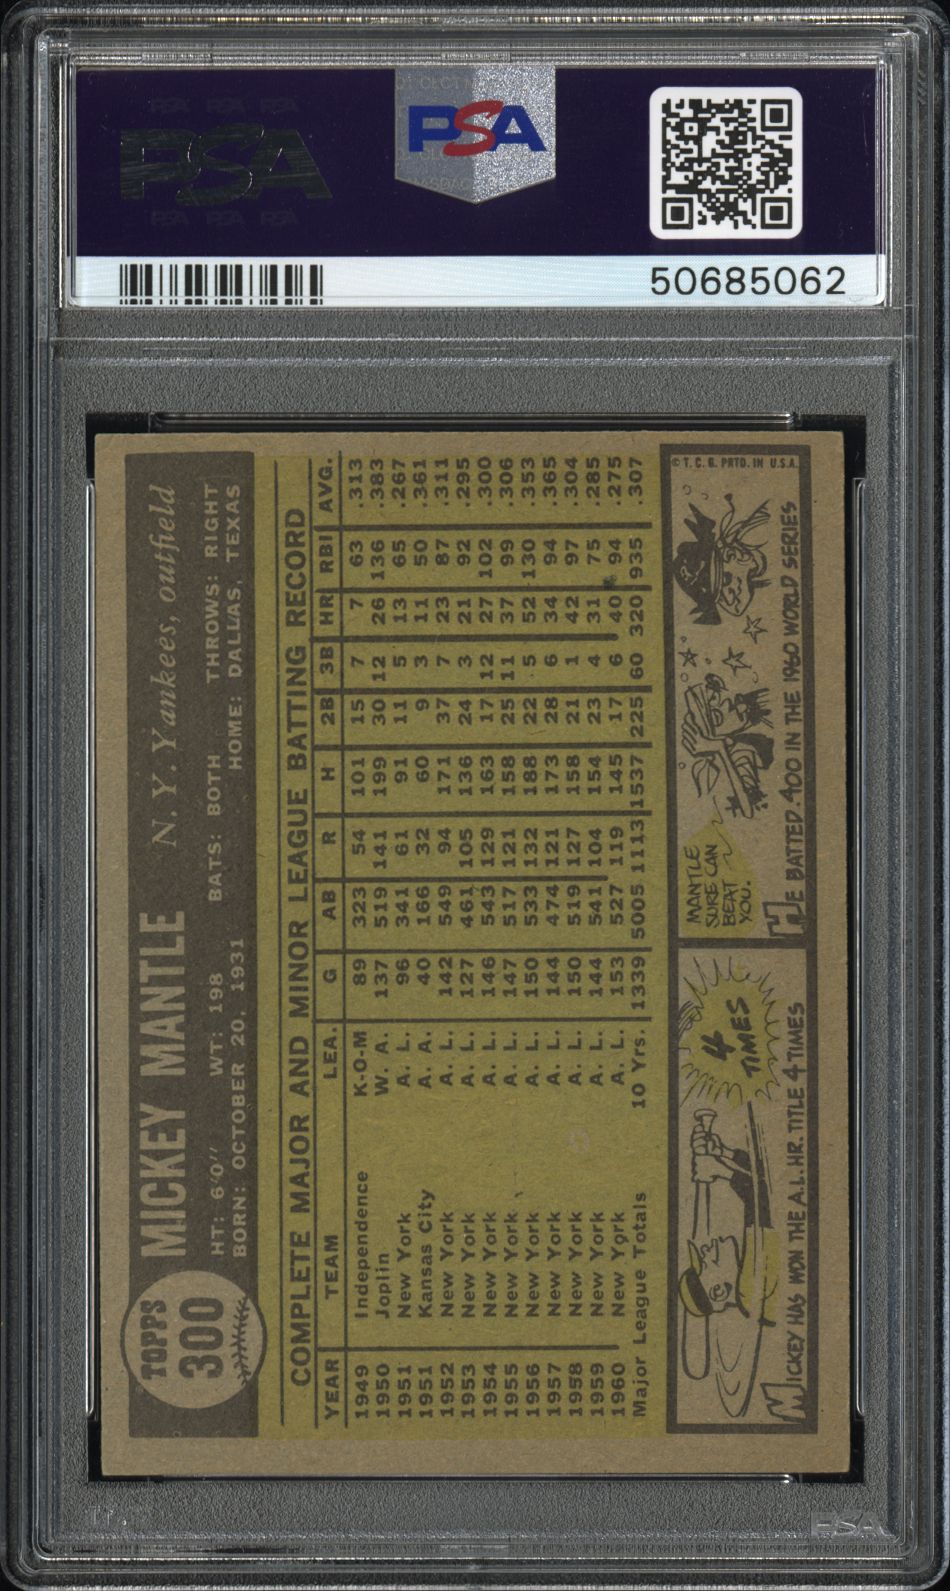 PSA PSA PSA
PSA
PSA PSA PSA
PSA
50685062
TOPPS
300
MICKEY MANTLE N. Y. Yankees, outfield
HT: 6'0" WT: 198 BATS: BOTH THROWS: RIGHT
BORN: OCTOBER 20, 1931 HOME: DALLAS, TEXAS
COMPLETE MAJOR AND MINOR LEAGUE BATTING RECORD
YEAR TEAM LEA. G AB R H 2B 3B HR RBI AVG.
1949 Independence K-O-M 89 323 54 101 15 7 7 63 .313
1950 Joplin W. A. 137 519 141 199 30 12 26 136 .383
1951 New York A. L. 96 341 61 91 11 5 13 65 .267
1951 Kansas City A. A. 40 166 32 60 9 3 11 50 .361
1952 New York A. L. 142 549 94 171 37 7 23 87 .311
1953 New York A. L. 127 461 105 136 24 3 21 92 .295
1954 New York A. L. 146 543 129 163 17 12 27 102 .300
1955 New York A. L. 147 517 121 158 25 11 37 99 .306
1956 New York A. L. 150 533 132 188 22 5 52 130 .353
1957 New York A. L. 144 474 121 173 28 6 34 94 .365
1958 New York A. L. 150 519 127 158 21 1 42 97 .304
1959 New York A. L. 144 541 104 154 23 4 31 75 .285
1960 New York A. L. 153 527 119 145 17 6 40 94 .275
Major League Totals 10 Yrs. 1339 5005 1113 1537 225 60 320 935 .307
4
TIMES
MICKEY HAS WON THE A.L. HR. TITLE 4 TIMES
MANTLE
SURE CAN
BEAT
YOU.
HE BATTED .400 IN THE 1960 WORLD SERIES
© T. C. G. PRTD. IN U.S.A.
PSA